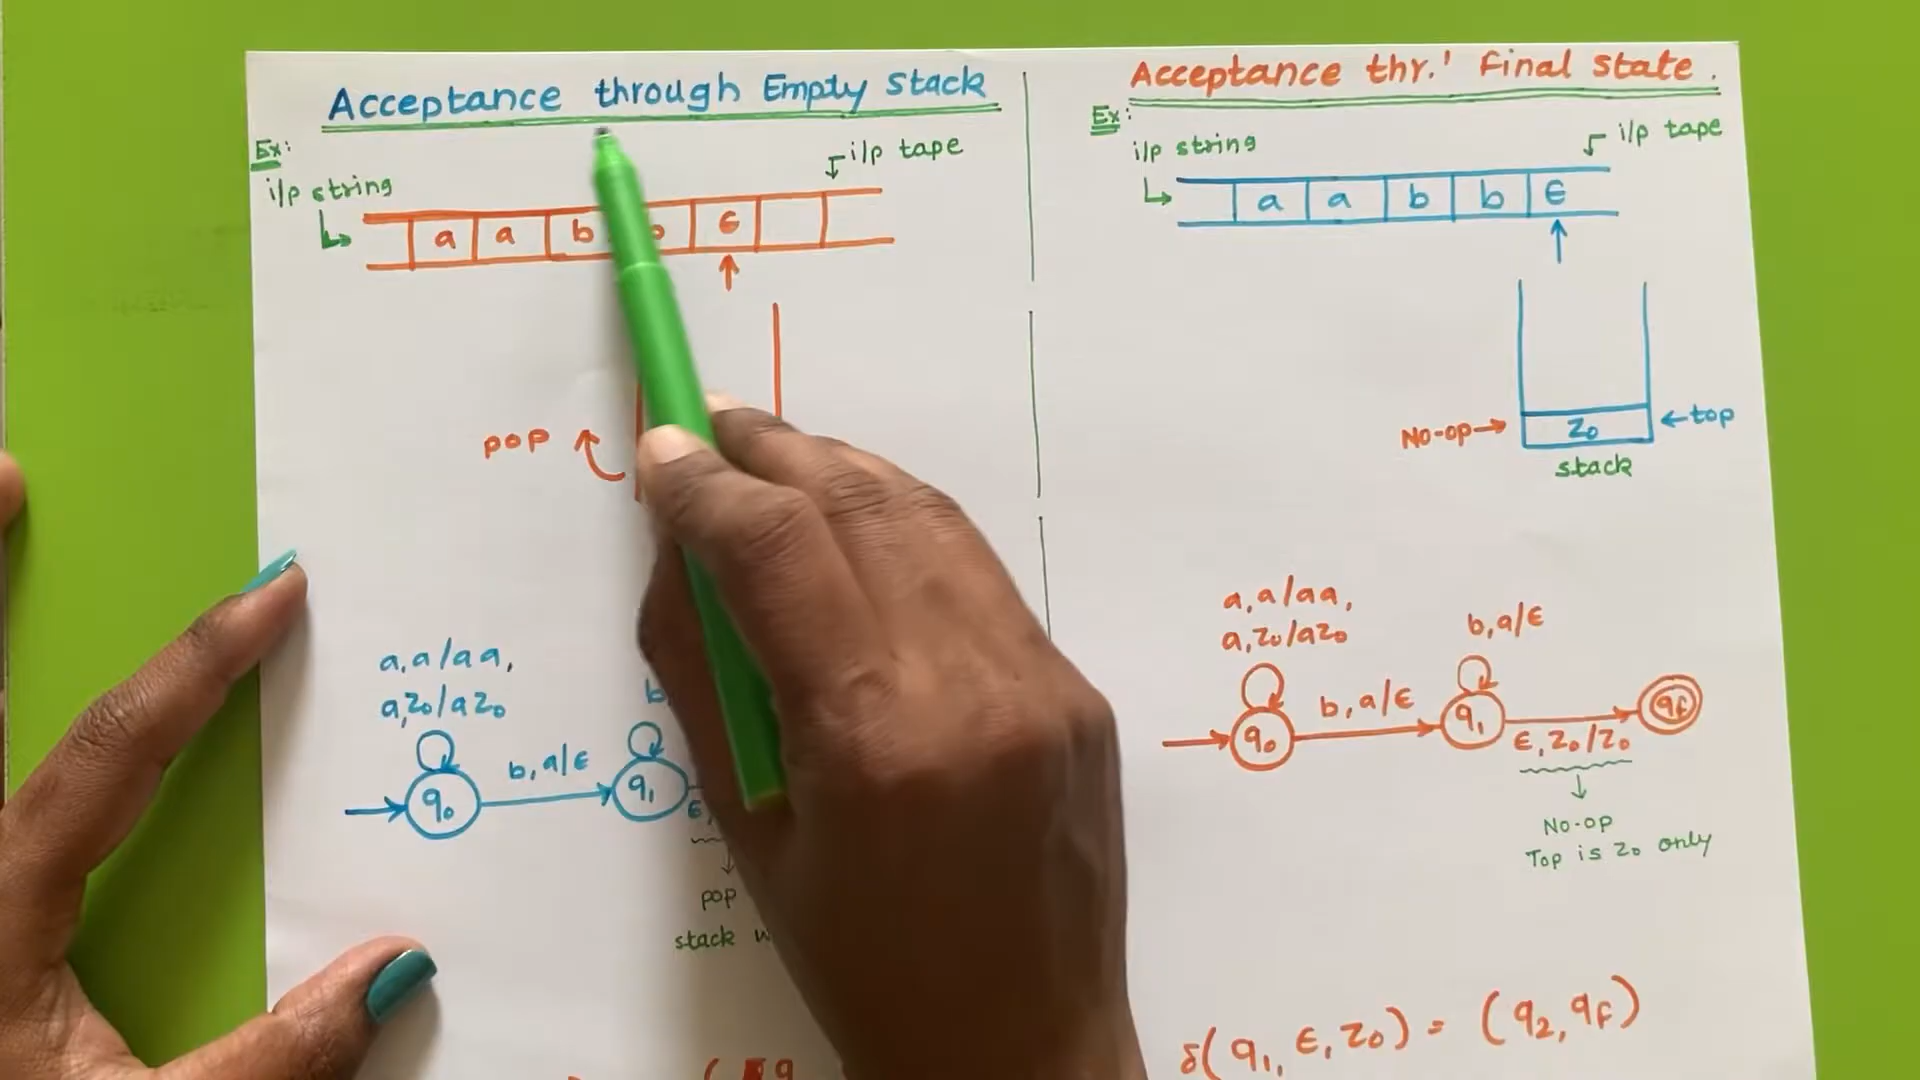 Acceptance through Empty Stack
Ex:
i/p string
i/p tape
a a b b ϵ
pop
a,a/aa,
a,z0/az0
b,
q0
b,a/ϵ
q1
ϵ,
pop
stack
Acceptance thr.' Final State.
Ex:
i/p string
i/p tape
a a b b ϵ
No-op
z0
top
stack
a,a/aa,
a,z0/az0
b,a/ϵ
q0
b,a/ϵ
q1
ϵ,z0/z0
qf
No-op
Top is z0 only
δ(q1, ϵ, z0) = (q2, qf)